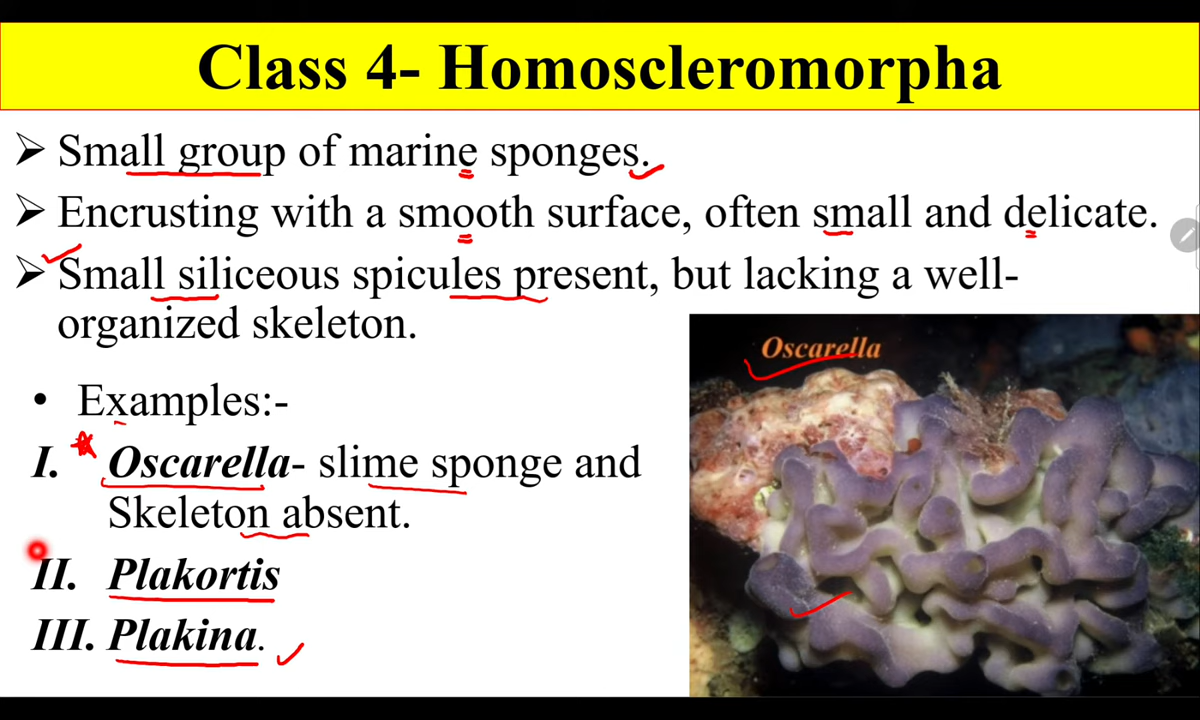 Class 4- Homoscleromorpha
➢ Small group of marine sponges.
➢ Encrusting with a smooth surface, often small and delicate.
➢ Small siliceous spicules present, but lacking a well-
organized skeleton.
Oscarella
• Examples:-
I. Oscarella- slime sponge and
Skeleton absent.
II. Plakortis
III. Plakina.